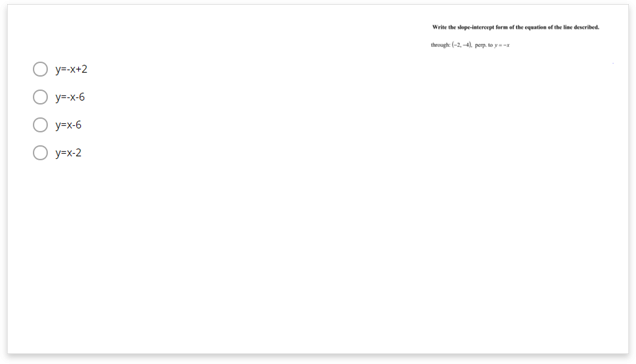 Write the slope-intercept form of the equation of the line described.
through: (-2, -4), perp. to y = -x
y=-x+2
y=-x-6
y=x-6
y=x-2